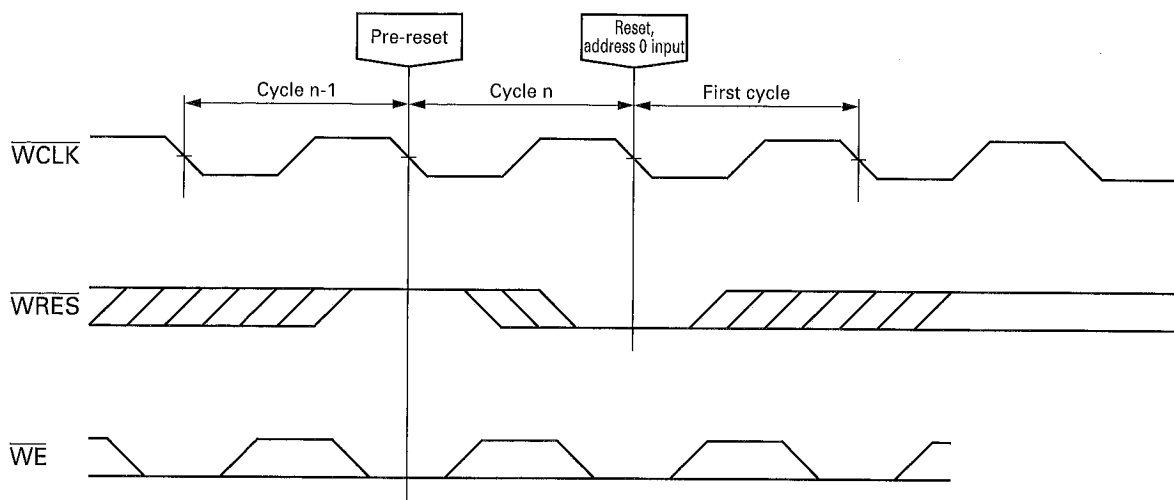 Pre-reset
Reset,
address 0 input
Cycle n-1
Cycle n
First cycle
WCLK
WRES
WE